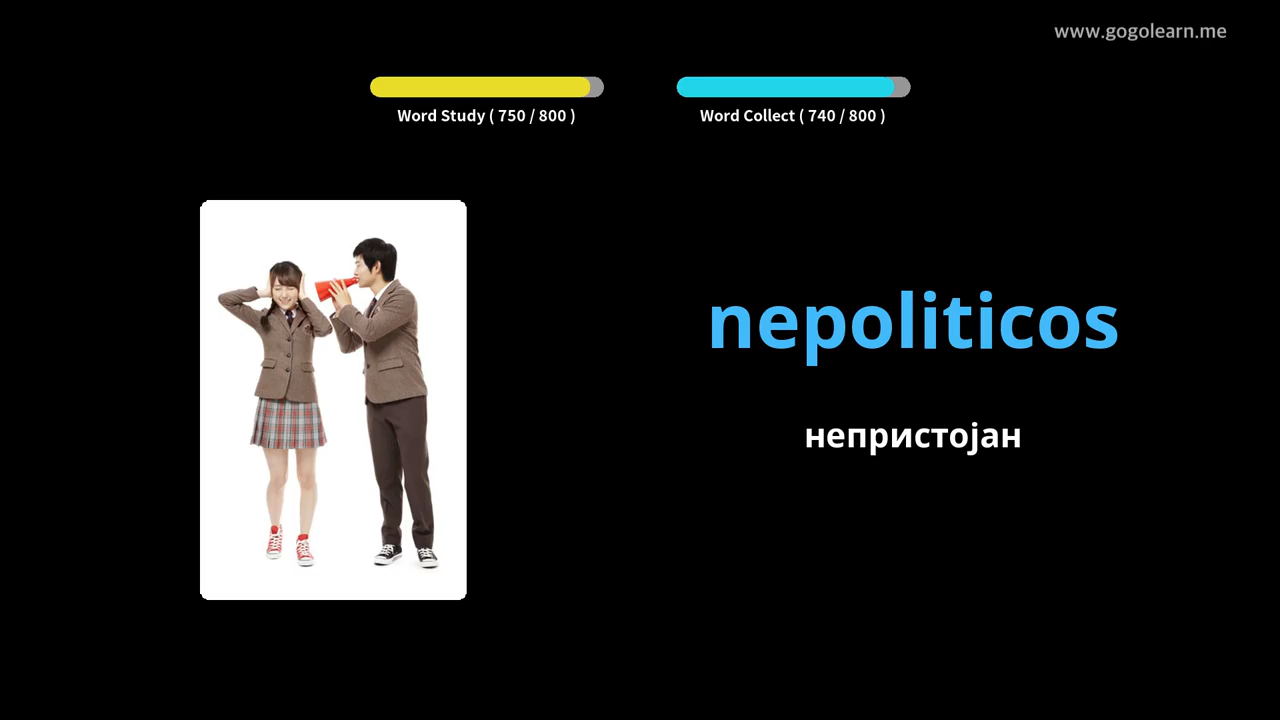 www.gogolearn.me
Word Study ( 750 / 800 )
Word Collect ( 740 / 800 )
nepoliticos
непристојан